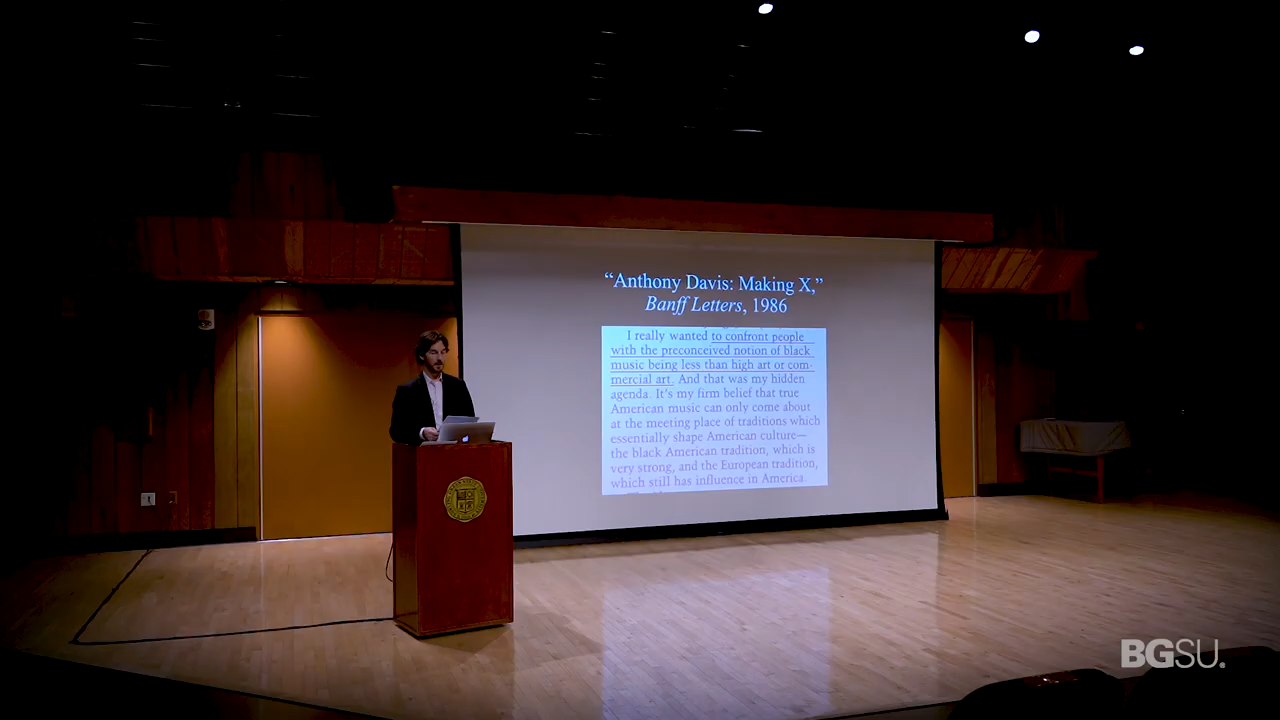 “Anthony Davis: Making X,”
Banff Letters, 1986
I really wanted to confront people
with the preconceived notion of black
music being less than high art or com-
mercial art. And that was my hidden
agenda. It's my firm belief that true
American music can only come about
at the meeting place of traditions which
essentially shape American culture—
the black American tradition, which is
very strong, and the European tradition,
which still has influence in America.
BGSU.